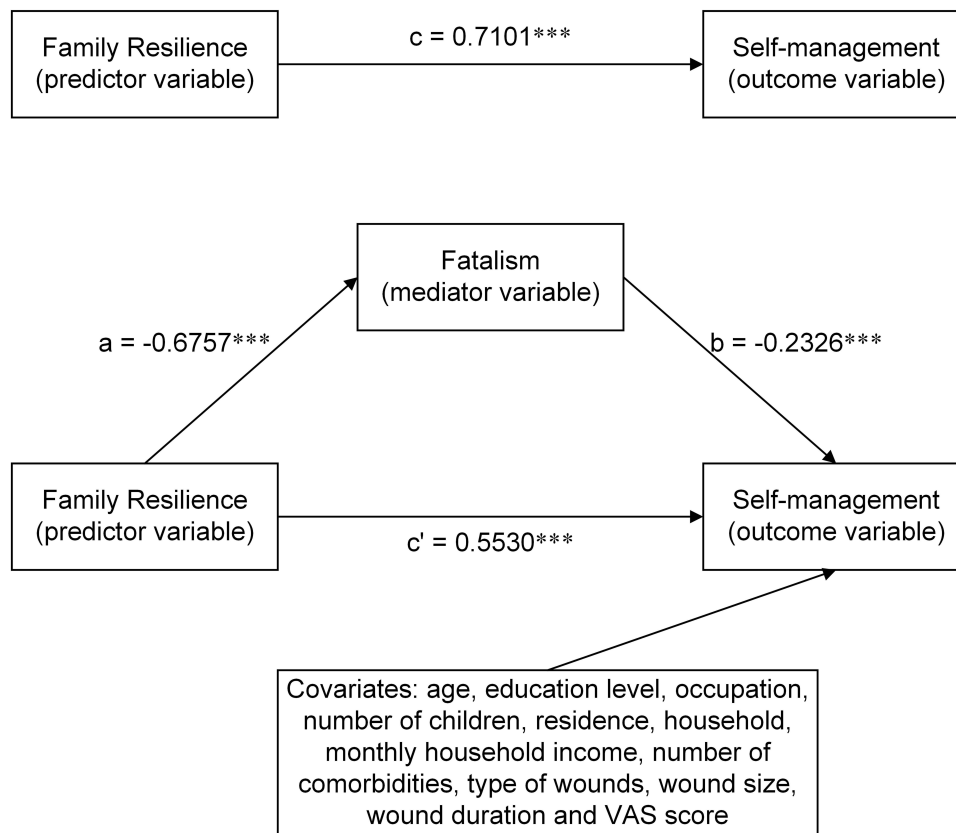 Family Resilience
(predictor variable)
c = 0.7101***
Self-management
(outcome variable)
Fatalism
(mediator variable)
a = -0.6757***
b = -0.2326***
Family Resilience
(predictor variable)
c' = 0.5530***
Self-management
(outcome variable)
Covariates: age, education level, occupation,
number of children, residence, household,
monthly household income, number of
comorbidities, type of wounds, wound size,
wound duration and VAS score